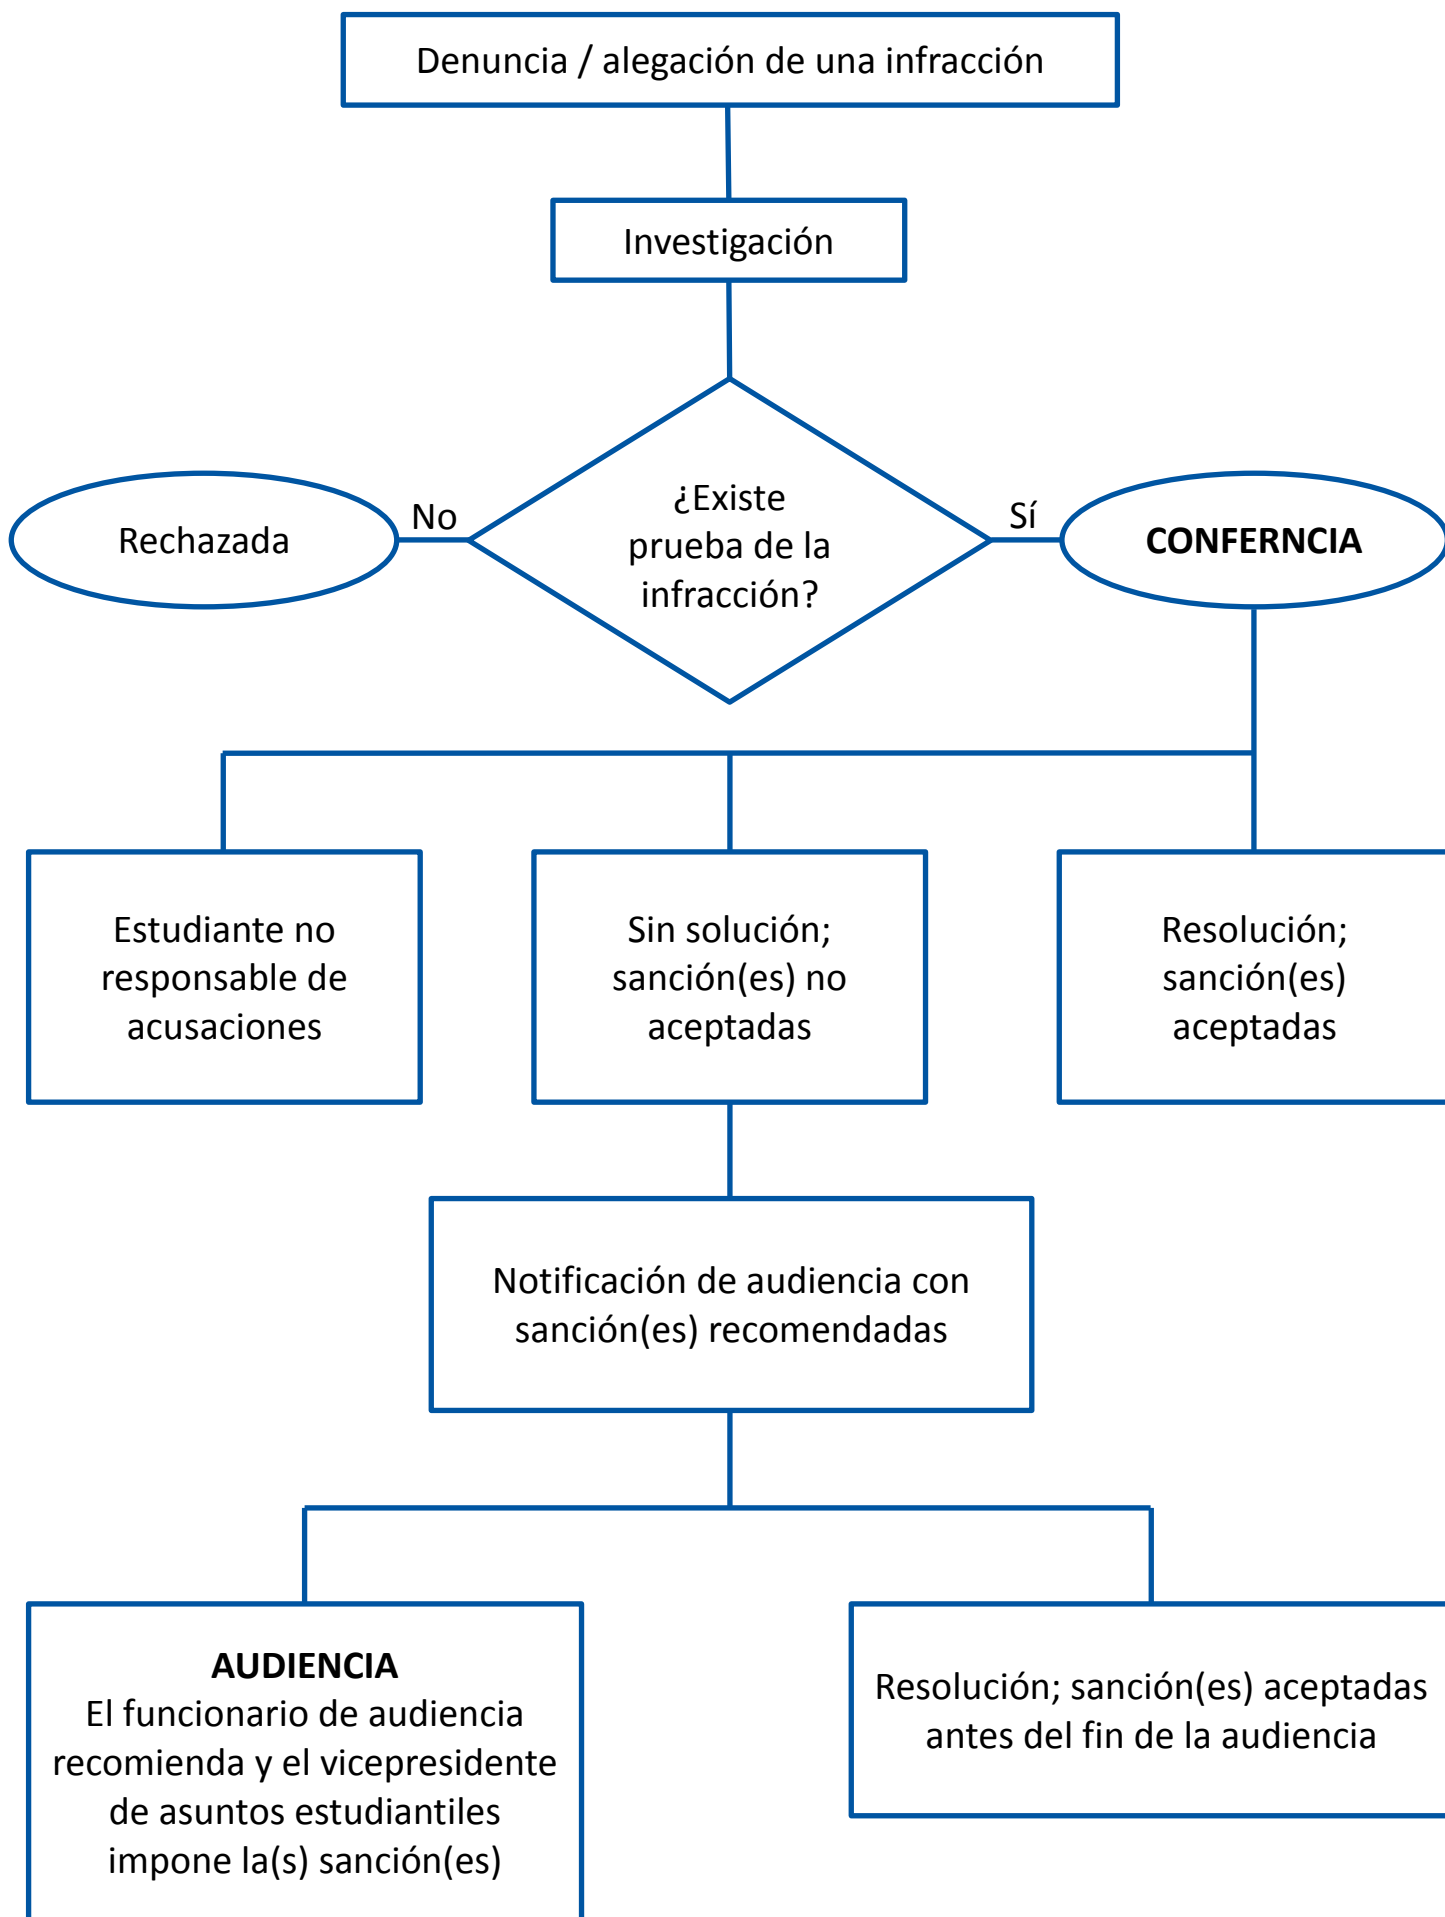 Denuncia / alegación de una infracción
Investigación
Rechazada
No
¿Existe
prueba de la
infracción?
Sí
CONFERNCIA
Estudiante no
responsable de
acusaciones
Sin solución;
sanción(es) no
aceptadas
Resolución;
sanción(es)
aceptadas
Notificación de audiencia con
sanción(es) recomendadas
AUDIENCIA
El funcionario de audiencia
recomienda y el vicepresidente
de asuntos estudiantiles
impone la(s) sanción(es)
Resolución; sanción(es) aceptadas
antes del fin de la audiencia